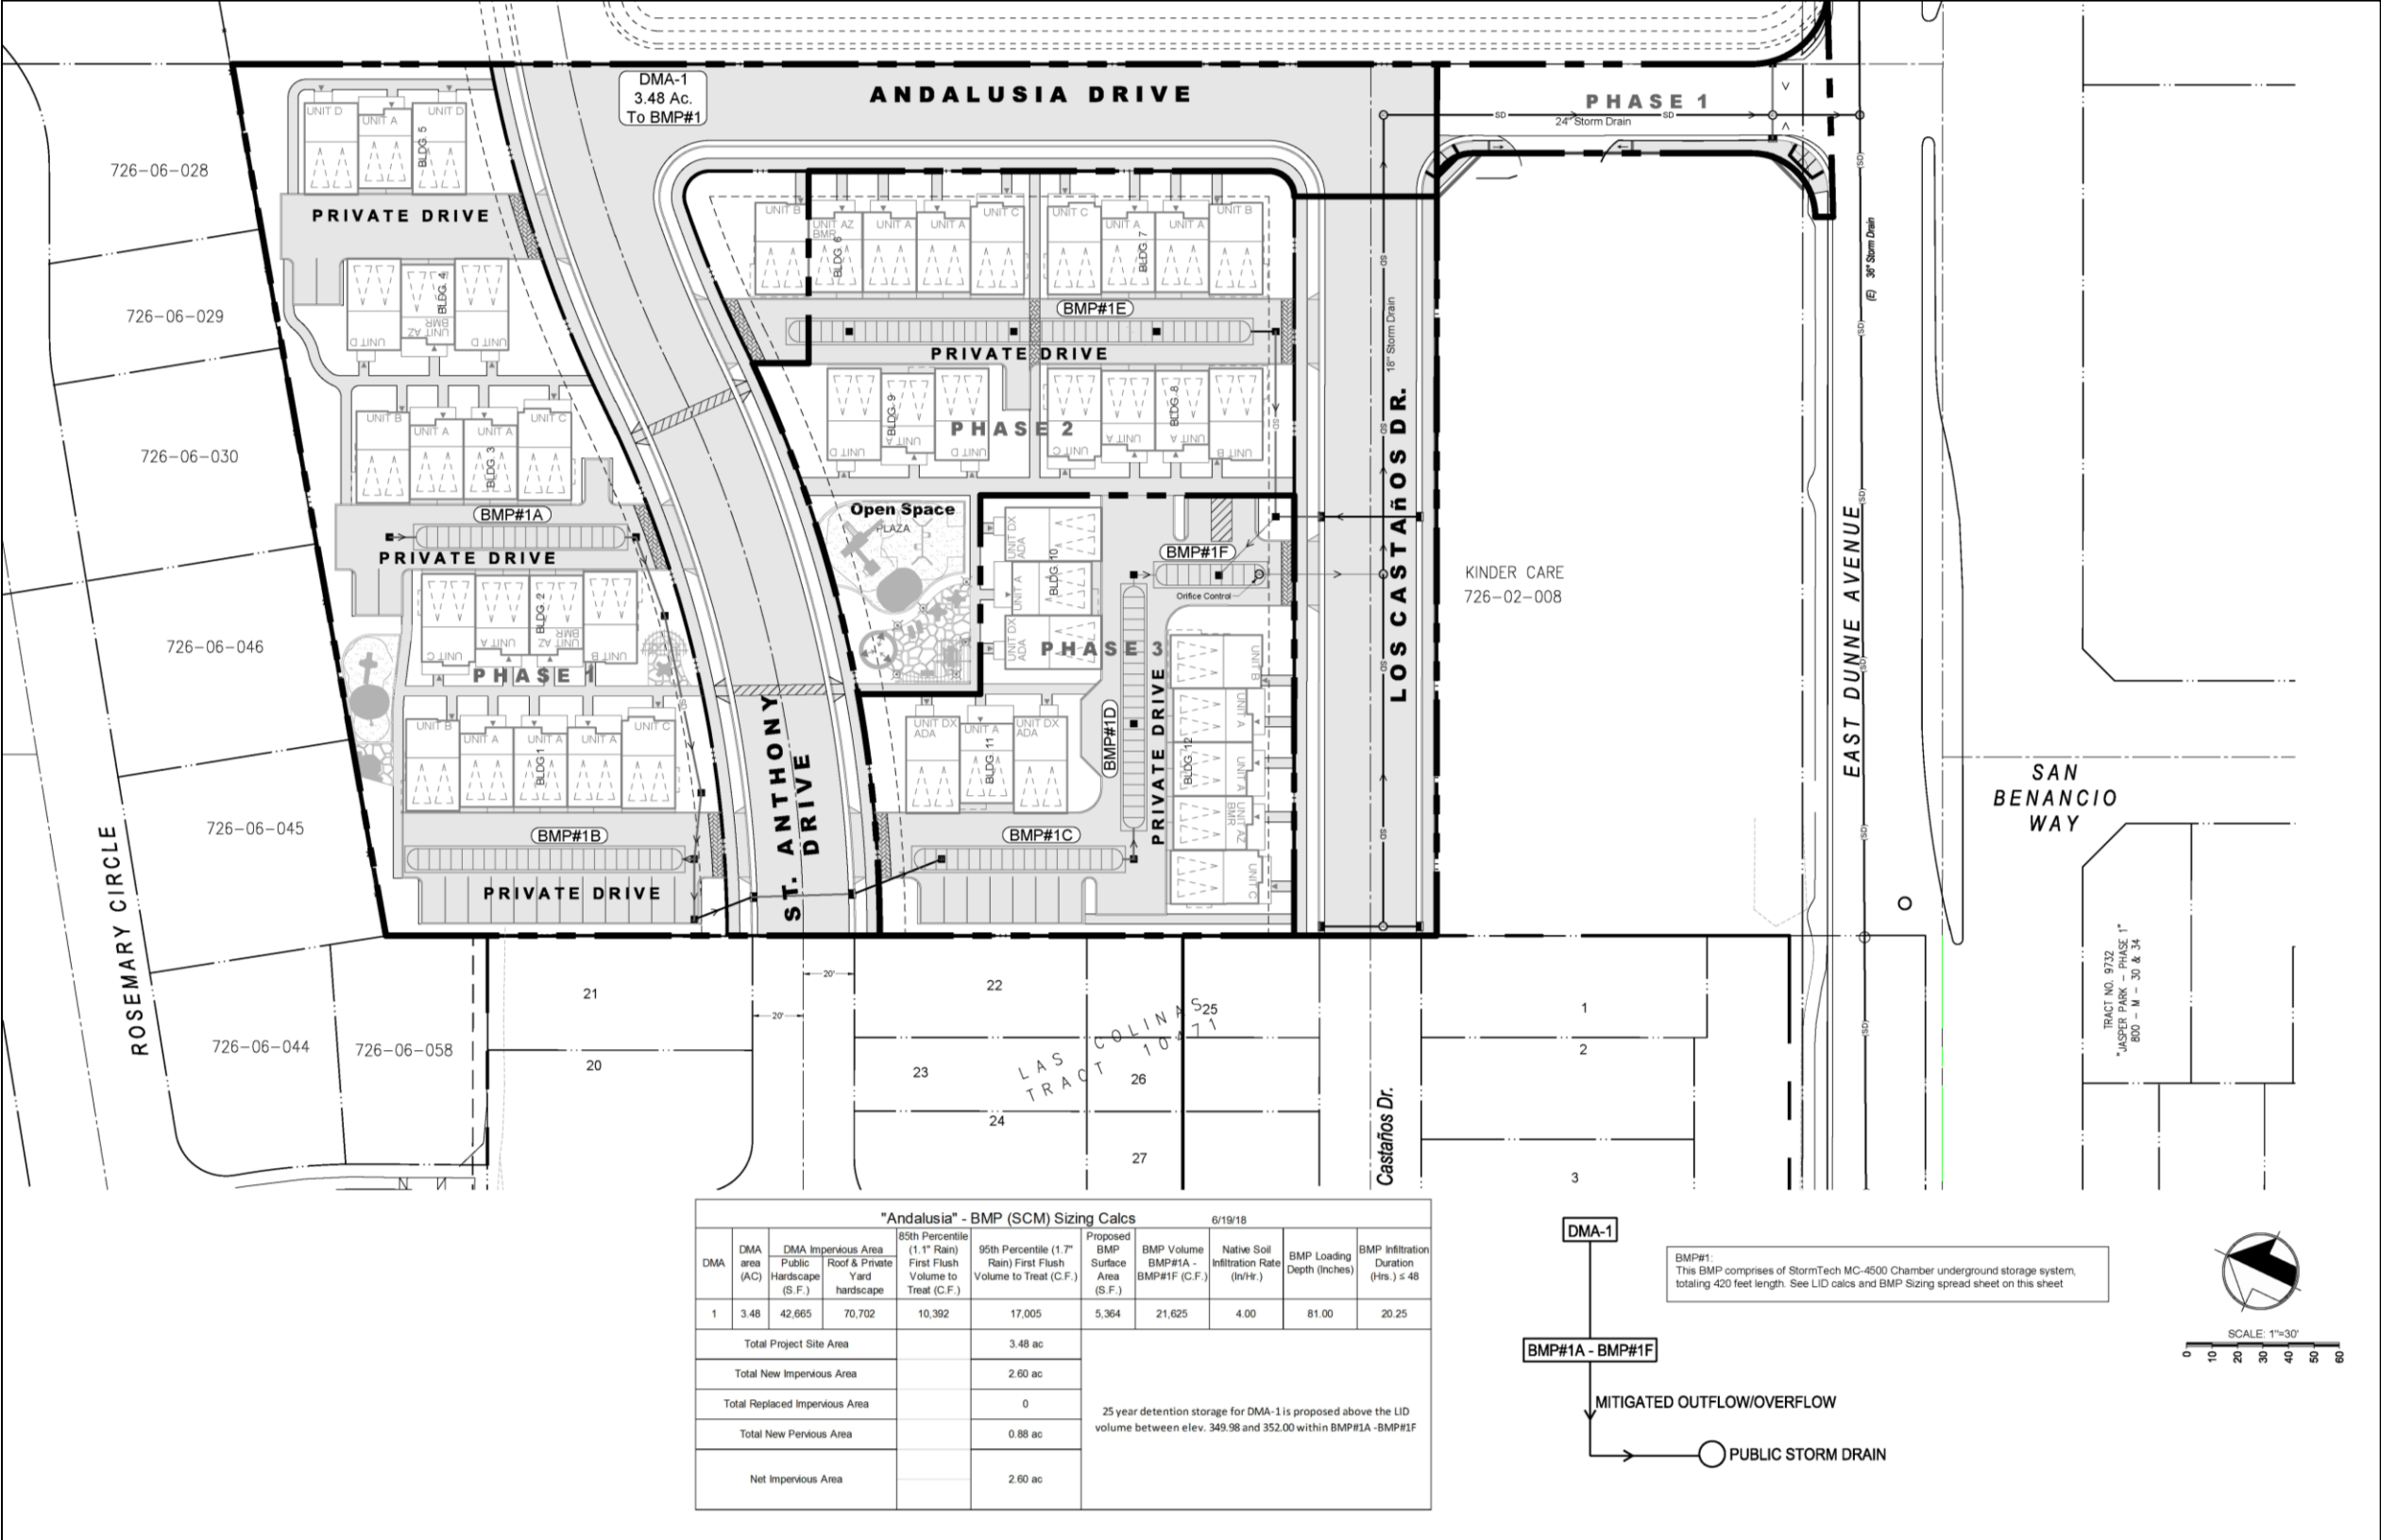 DMA-1
3.48 Ac.
To BMP#1
ANDALUSIA DRIVE
PHASE 1
SD
SD
24" Storm Drain
726-06-028
726-06-029
726-06-030
726-06-046
726-06-045
726-06-044
726-06-058
ROSEMARY CIRCLE
UNIT D
UNIT A
UNIT D
BLDG. 5
PRIVATE DRIVE
BLDG. 4
UNIT D
UNIT AZ
BMR
UNIT D
UNIT B
UNIT A
UNIT A
UNIT C
BLDG. 3
BMP#1A
PRIVATE DRIVE
BLDG. 2
UNIT C
UNIT A
UNIT AZ
BMR
UNIT B
PHASE 1
UNIT B
UNIT A
UNIT A
UNIT A
UNIT C
BLDG. 1
SD
BMP#1B
PRIVATE DRIVE
ST. ANTHONY
DRIVE
UNIT B
UNIT AZ
BMR
UNIT A
UNIT A
UNIT C
BLDG. 6
UNIT C
UNIT A
UNIT A
UNIT B
BLDG. 7
BMP#1E
PRIVATE DRIVE
BLDG. 9
UNIT D
UNIT A
UNIT D
BLDG. 8
UNIT C
UNIT A
UNIT A
UNIT B
PHASE 2
SD
Open Space
PLAZA
UNIT DX
ADA
UNIT A
UNIT DX
ADA
BLDG. 10
BMP#1F
Orifice Control
PHASE 3
BMP#1D
PRIVATE DRIVE
UNIT B
UNIT A
UNIT A
UNIT AZ
BMR
UNIT C
BLDG. 12
UNIT DX
ADA
UNIT A
UNIT DX
ADA
BLDG. 11
BMP#1C
LOS CASTAñOS DR.
18" Storm Drain
SD
SD
SD
SD
KINDER CARE
726-02-008
EAST DUNNE AVENUE
(E) 36" Storm Drain
(SD)
(SD)
(SD)
(SD)
(SD)
(SD)
SAN
BENANCIO
WAY
TRACT NO. 9732
"JASPER PARK - PHASE 1"
800 - M - 30 & 34
20'
20'
21
20
22
23
24
25
26
27
1
2
3
LAS COLINAS
TRACT
Castaños Dr.
"Andalusia" - BMP (SCM) Sizing Calcs 6/19/18
DMA
DMA
area
(AC)
DMA Impervious Area
Public
Hardscape
(S.F.)
Roof & Private
Yard
hardscape
85th Percentile
(1.1" Rain)
First Flush
Volume to
Treat (C.F.)
95th Percentile (1.7"
Rain) First Flush
Volume to Treat (C.F.)
Proposed
BMP
Surface
Area
(S.F.)
BMP Volume
BMP#1A -
BMP#1F (C.F.)
Native Soil
Infiltration Rate
(In/Hr.)
BMP Loading
Depth (Inches)
BMP Infiltration
Duration
(Hrs.) ≤ 48
1 3.48 42,665 70,702 10,392 17,005 5,364 21,625 4.00 81.00 20.25
Total Project Site Area 3.48 ac
Total New Impervious Area 2.60 ac
Total Replaced Impervious Area 0
Total New Pervious Area 0.88 ac
Net Impervious Area 2.60 ac
25 year detention storage for DMA-1 is proposed above the LID
volume between elev. 349.98 and 352.00 within BMP#1A -BMP#1F
DMA-1
BMP#1A - BMP#1F
MITIGATED OUTFLOW/OVERFLOW
PUBLIC STORM DRAIN
BMP#1:
This BMP comprises of StormTech MC-4500 Chamber underground storage system,
totaling 420 feet length. See LID calcs and BMP Sizing spread sheet on this sheet
SCALE: 1"=30'
0 10 20 30 40 50 60